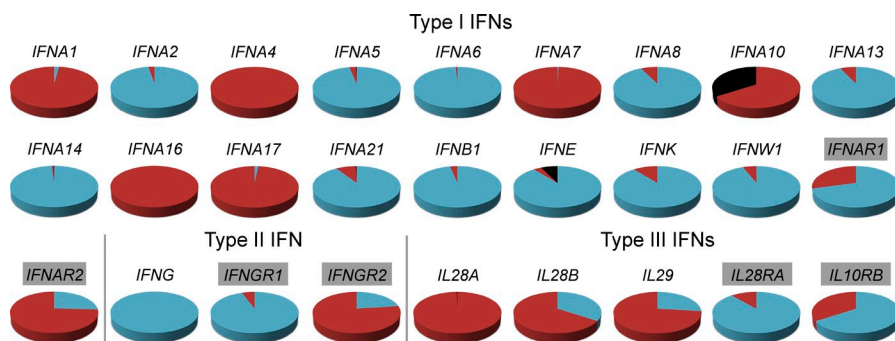 Type I IFNs
IFNA1 IFNA2 IFNA4 IFNA5 IFNA6 IFNA7 IFNA8 IFNA10 IFNA13
IFNA14 IFNA16 IFNA17 IFNA21 IFNB1 IFNE IFNK IFNW1 IFNAR1
Type II IFN Type III IFNs
IFNAR2 IFNG IFNGR1 IFNGR2 IL28A IL28B IL29 IL28RA IL10RB